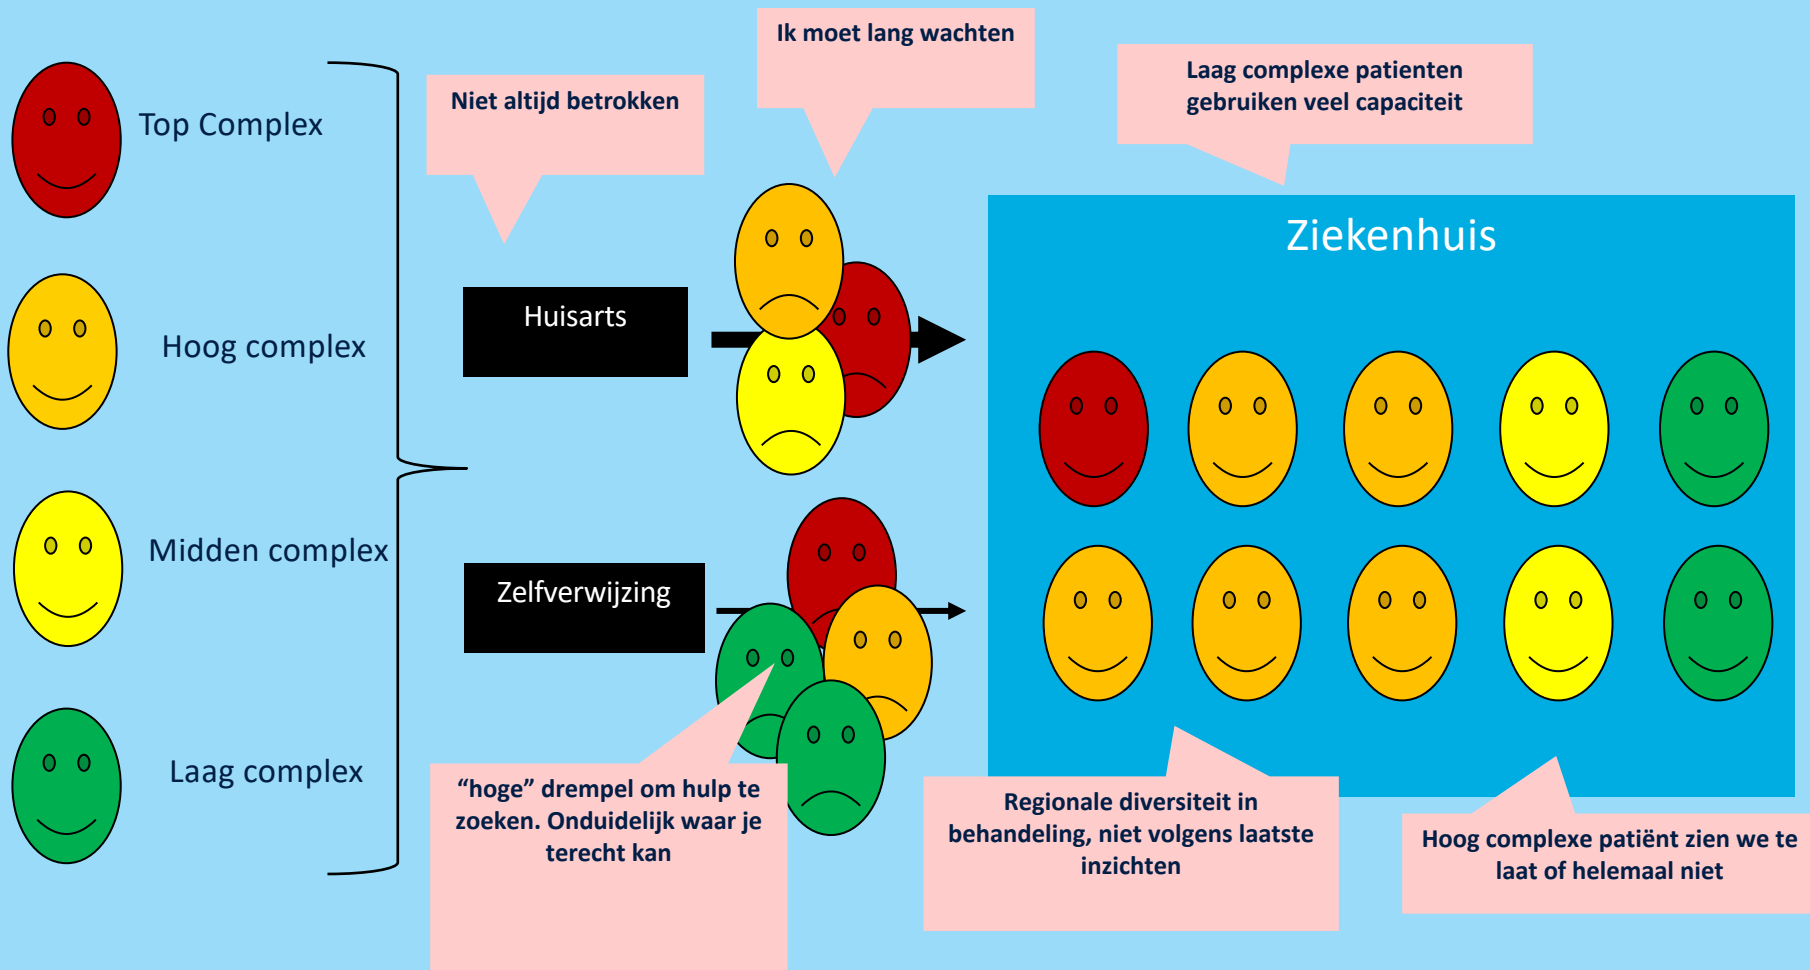 Ik moet lang wachten
Laag complexe patienten
gebruiken veel capaciteit
Niet altijd betrokken
Top Complex
Ziekenhuis
Huisarts
Hoog complex
Midden complex
Zelfverwijzing
Laag complex
“hoge” drempel om hulp te
zoeken. Onduidelijk waar je
terecht kan
Regionale diversiteit in
behandeling, niet volgens laatste
inzichten
Hoog complexe patiënt zien we te
laat of helemaal niet